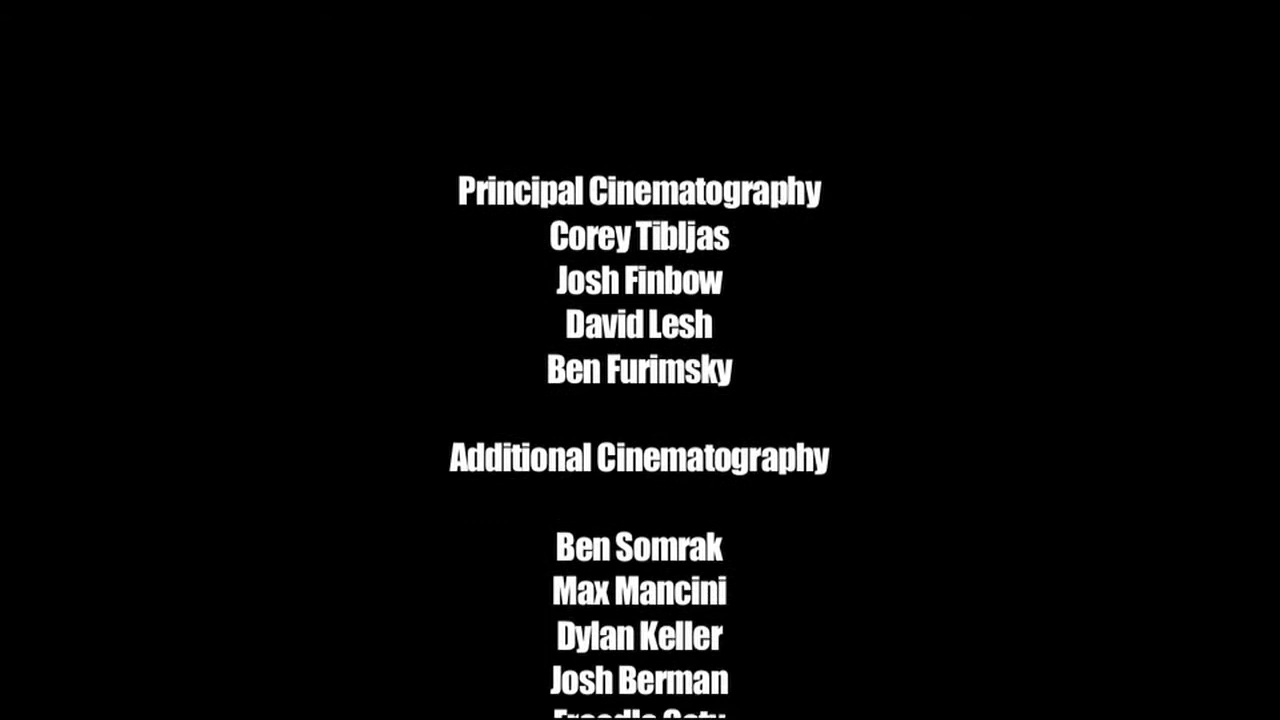 Principal Cinematography
Corey Tibljas
Josh Finbow
David Lesh
Ben Furimsky
Additional Cinematography
Ben Somrak
Max Mancini
Dylan Keller
Josh Berman